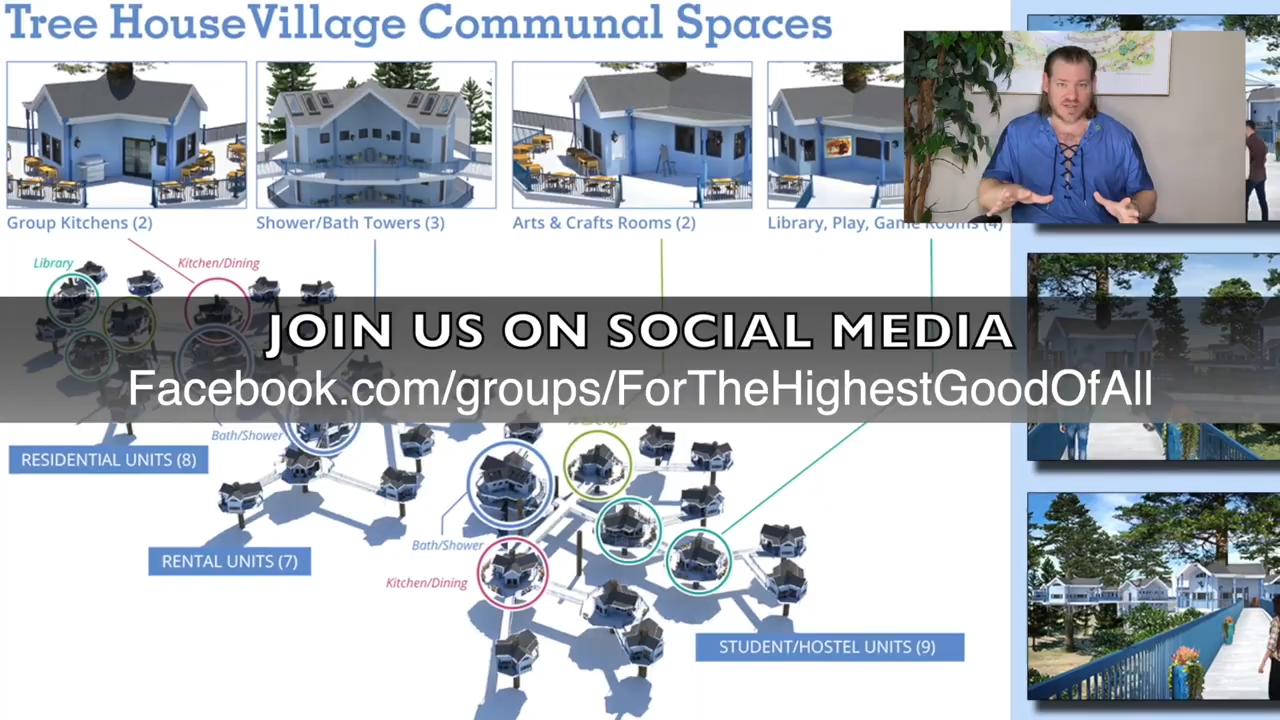 Tree House Village Communal Spaces
Group Kitchens (2)
Shower/Bath Towers (3)
Arts & Crafts Rooms (2)
Library, Play, Game Rooms (4)
Library
Kitchen/Dining
JOIN US ON SOCIAL MEDIA
Facebook.com/groups/ForTheHighestGoodOfAll
Bath/Shower
RESIDENTIAL UNITS (8)
Bath/Shower
RENTAL UNITS (7)
Kitchen/Dining
STUDENT/HOSTEL UNITS (9)